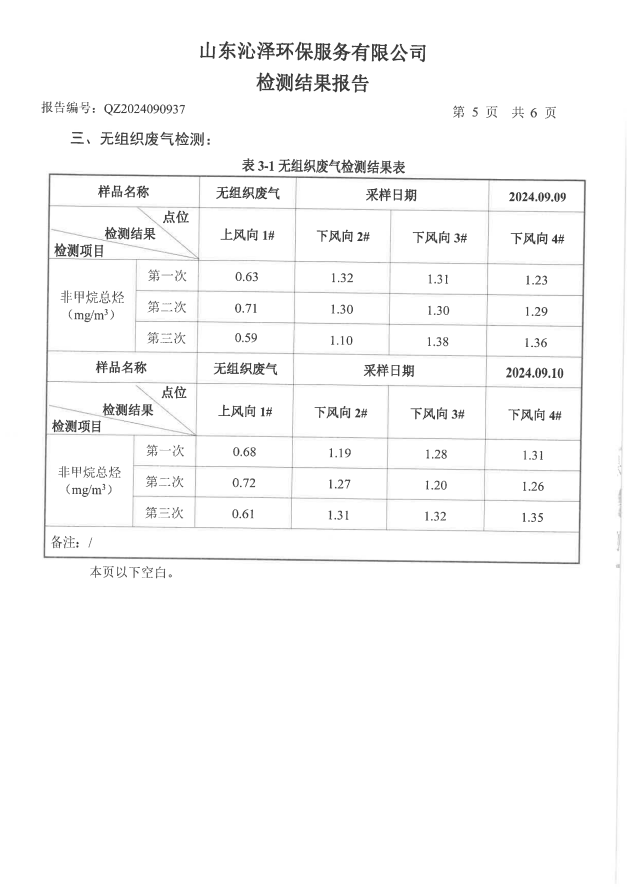 山东沁泽环保服务有限公司
检测结果报告
报告编号：QZ2024090937 第 5 页 共 6 页
三、无组织废气检测：
表 3-1 无组织废气检测结果表
样品名称 无组织废气 采样日期 2024.09.09
点位
检测结果
检测项目
上风向 1# 下风向 2# 下风向 3# 下风向 4#
非甲烷总烃
（mg/m³）
第一次 0.63 1.32 1.31 1.23
第二次 0.71 1.30 1.30 1.29
第三次 0.59 1.10 1.38 1.36
样品名称 无组织废气 采样日期 2024.09.10
点位
检测结果
检测项目
上风向 1# 下风向 2# 下风向 3# 下风向 4#
非甲烷总烃
（mg/m³）
第一次 0.68 1.19 1.28 1.31
第二次 0.72 1.27 1.20 1.26
第三次 0.61 1.31 1.32 1.35
备注：/
本页以下空白。